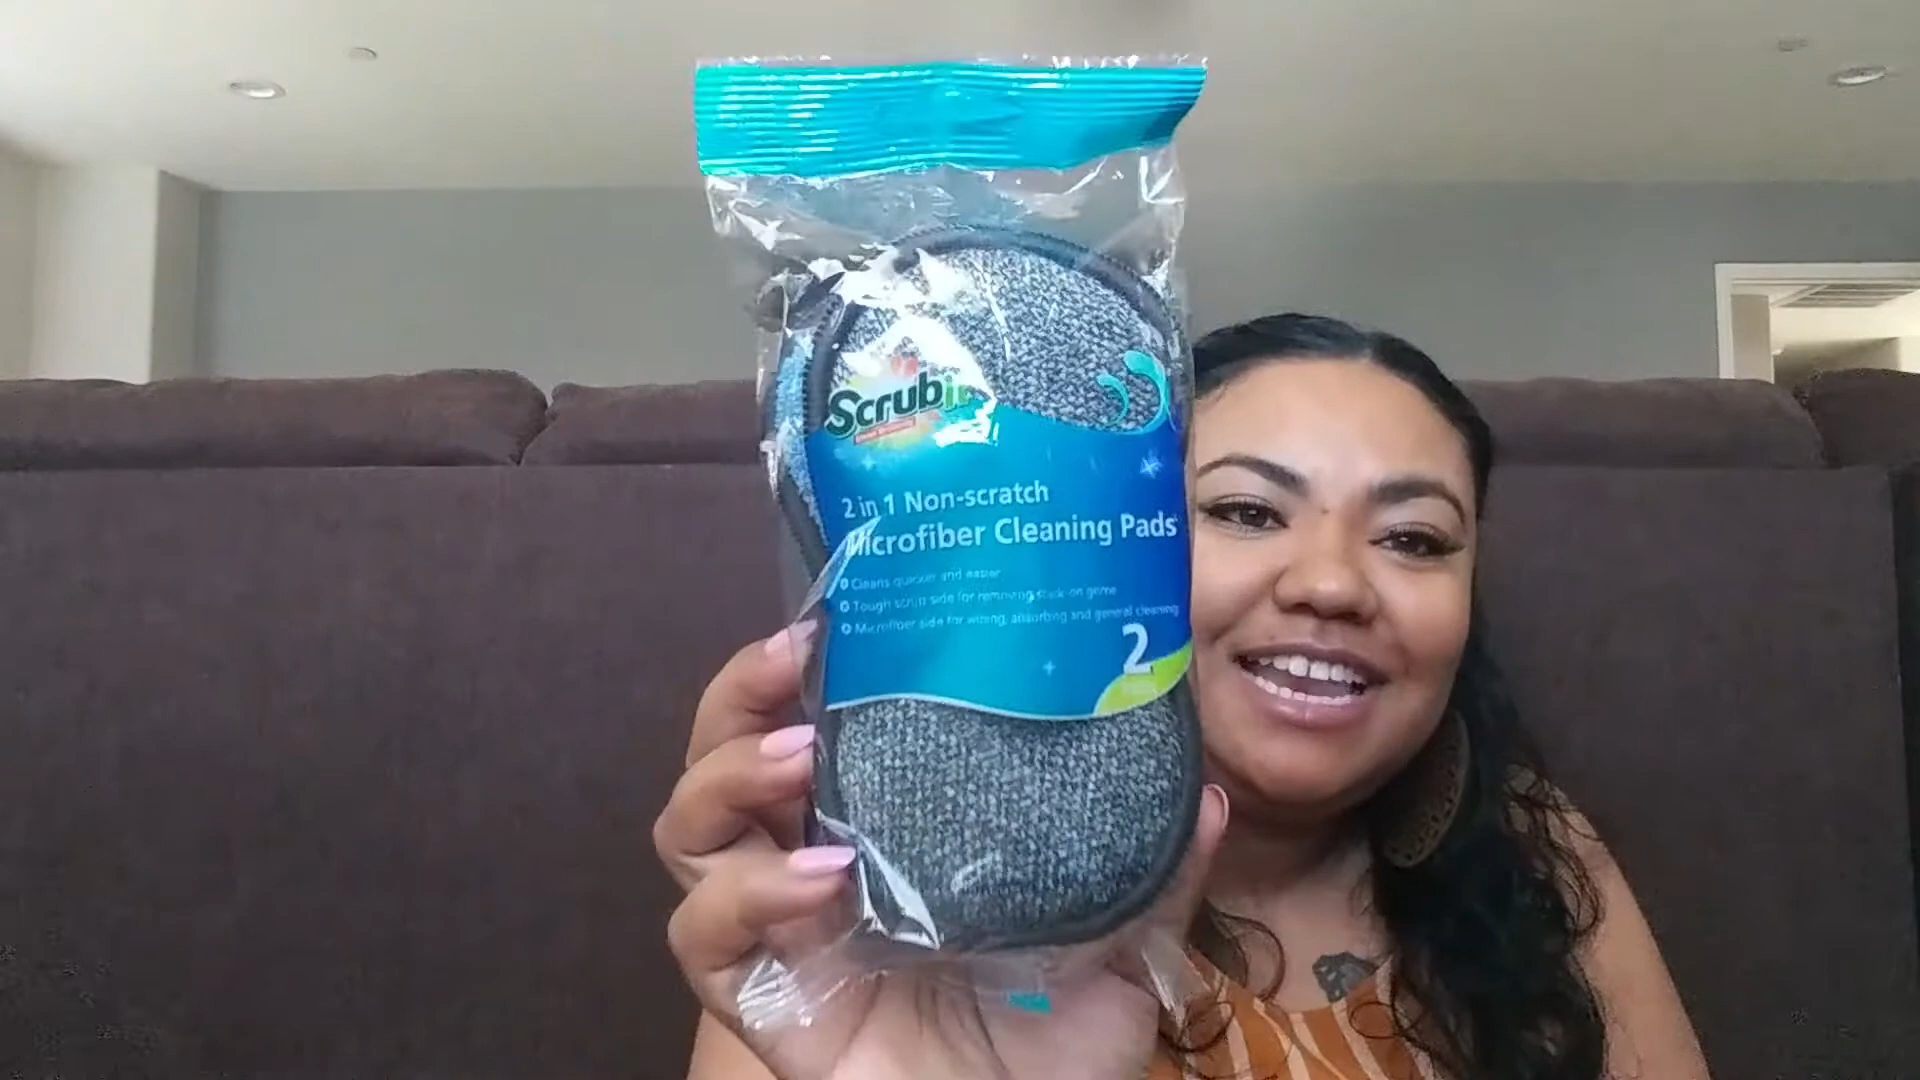 Scrubit
2 in 1 Non-scratch
Microfiber Cleaning Pads
Cleans quicker and easier
Tough scrub side for removing stuck-on grime
Microfiber side for wiping, absorbing and general cleaning
2